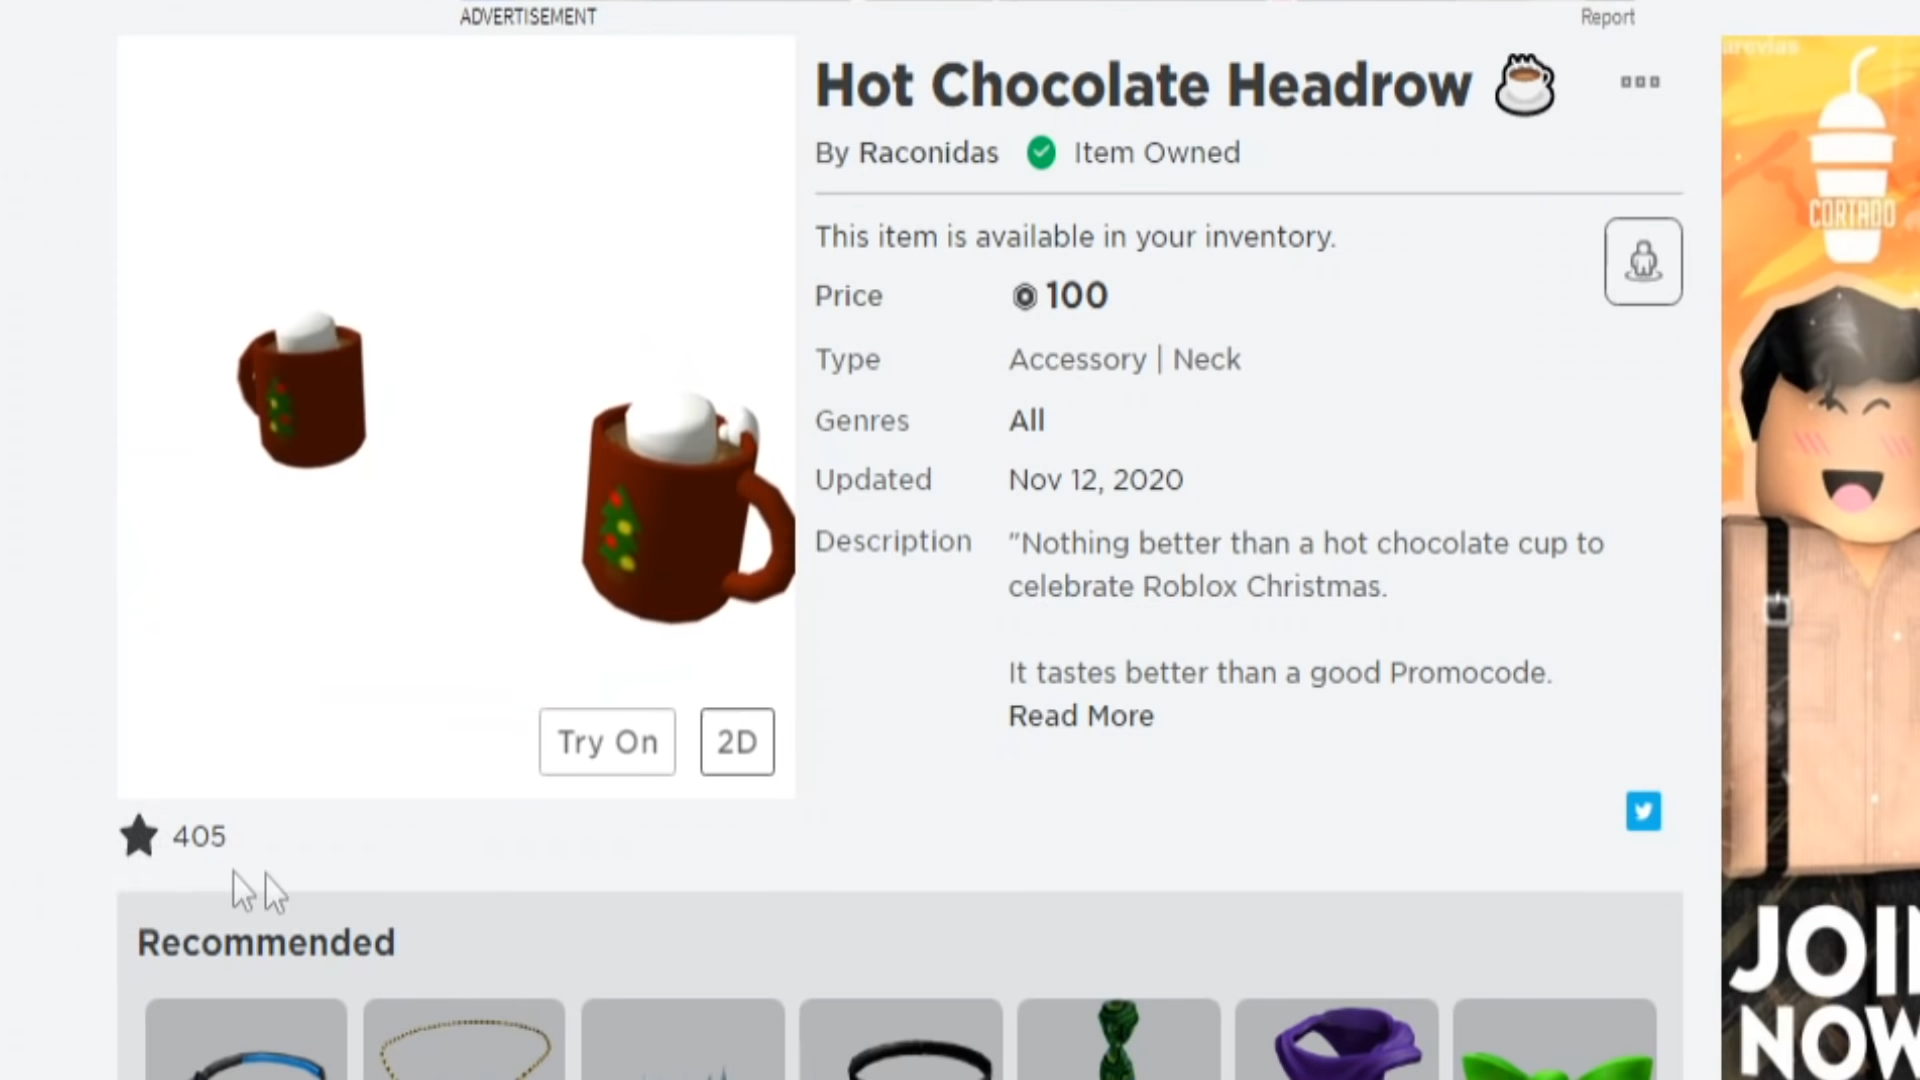 ADVERTISEMENT
Report
Hot Chocolate Headrow
By Raconidas Item Owned
This item is available in your inventory.
Price 100
Type Accessory | Neck
Genres All
Updated Nov 12, 2020
Description "Nothing better than a hot chocolate cup to
celebrate Roblox Christmas.
It tastes better than a good Promocode.
Read More
Try On
2D
405
Recommended
CORTADO
JOIN
NOW